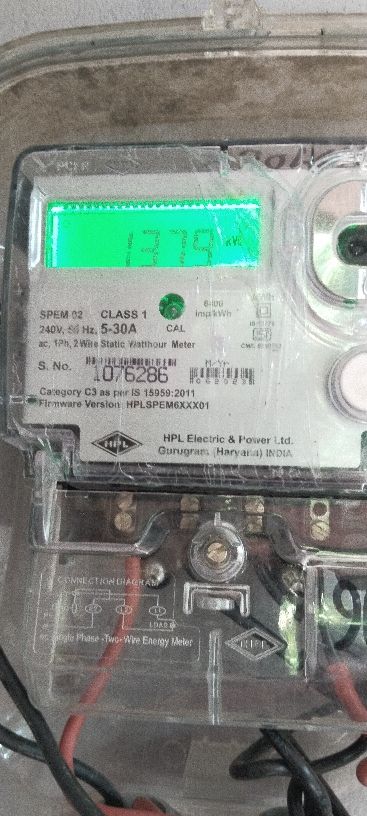 SPEM 02 CLASS 1
240V, 50 Hz, 5-30A CAL
6400 imp/kWh
ac, 1Ph, 2 Wire Static Watthour Meter
S. No. 1076286
Category C3 as per IS 15959:2011
Firmware Version: HPLSPEM6XXX01
HPL
HPL Electric & Power Ltd.
Gurugram (Haryana) INDIA
CONNECTION DIAGRAM
LOAD
Single Phase -Two- Wire Energy Meter
HPL